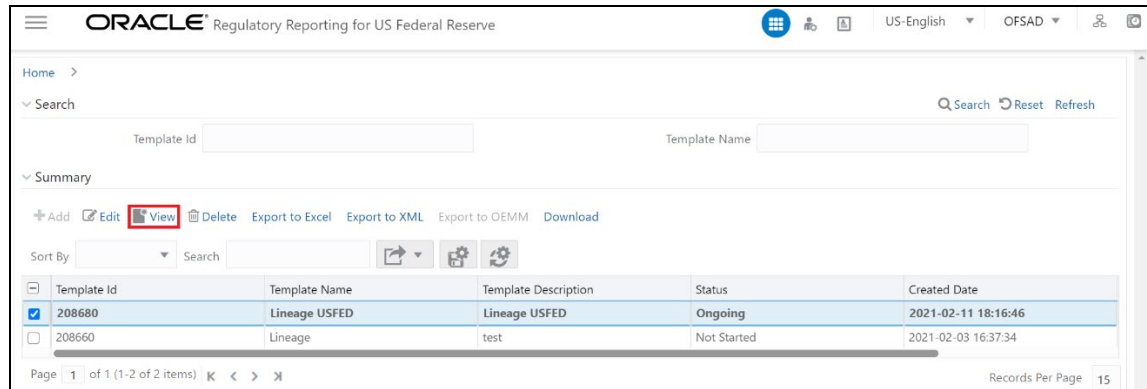 ORACLE® Regulatory Reporting for US Federal Reserve US-English OFSAD
Home >
Search Search Reset Refresh
Template Id Template Name
Summary
Add Edit View Delete Export to Excel Export to XML Export to OEMM Download
Sort By Search
Template Id Template Name Template Description Status Created Date
208680 Lineage USFED Lineage USFED Ongoing 2021-02-11 18:16:46
208660 Lineage test Not Started 2021-02-03 16:37:34
Page 1 of 1 (1-2 of 2 items) Records Per Page 15